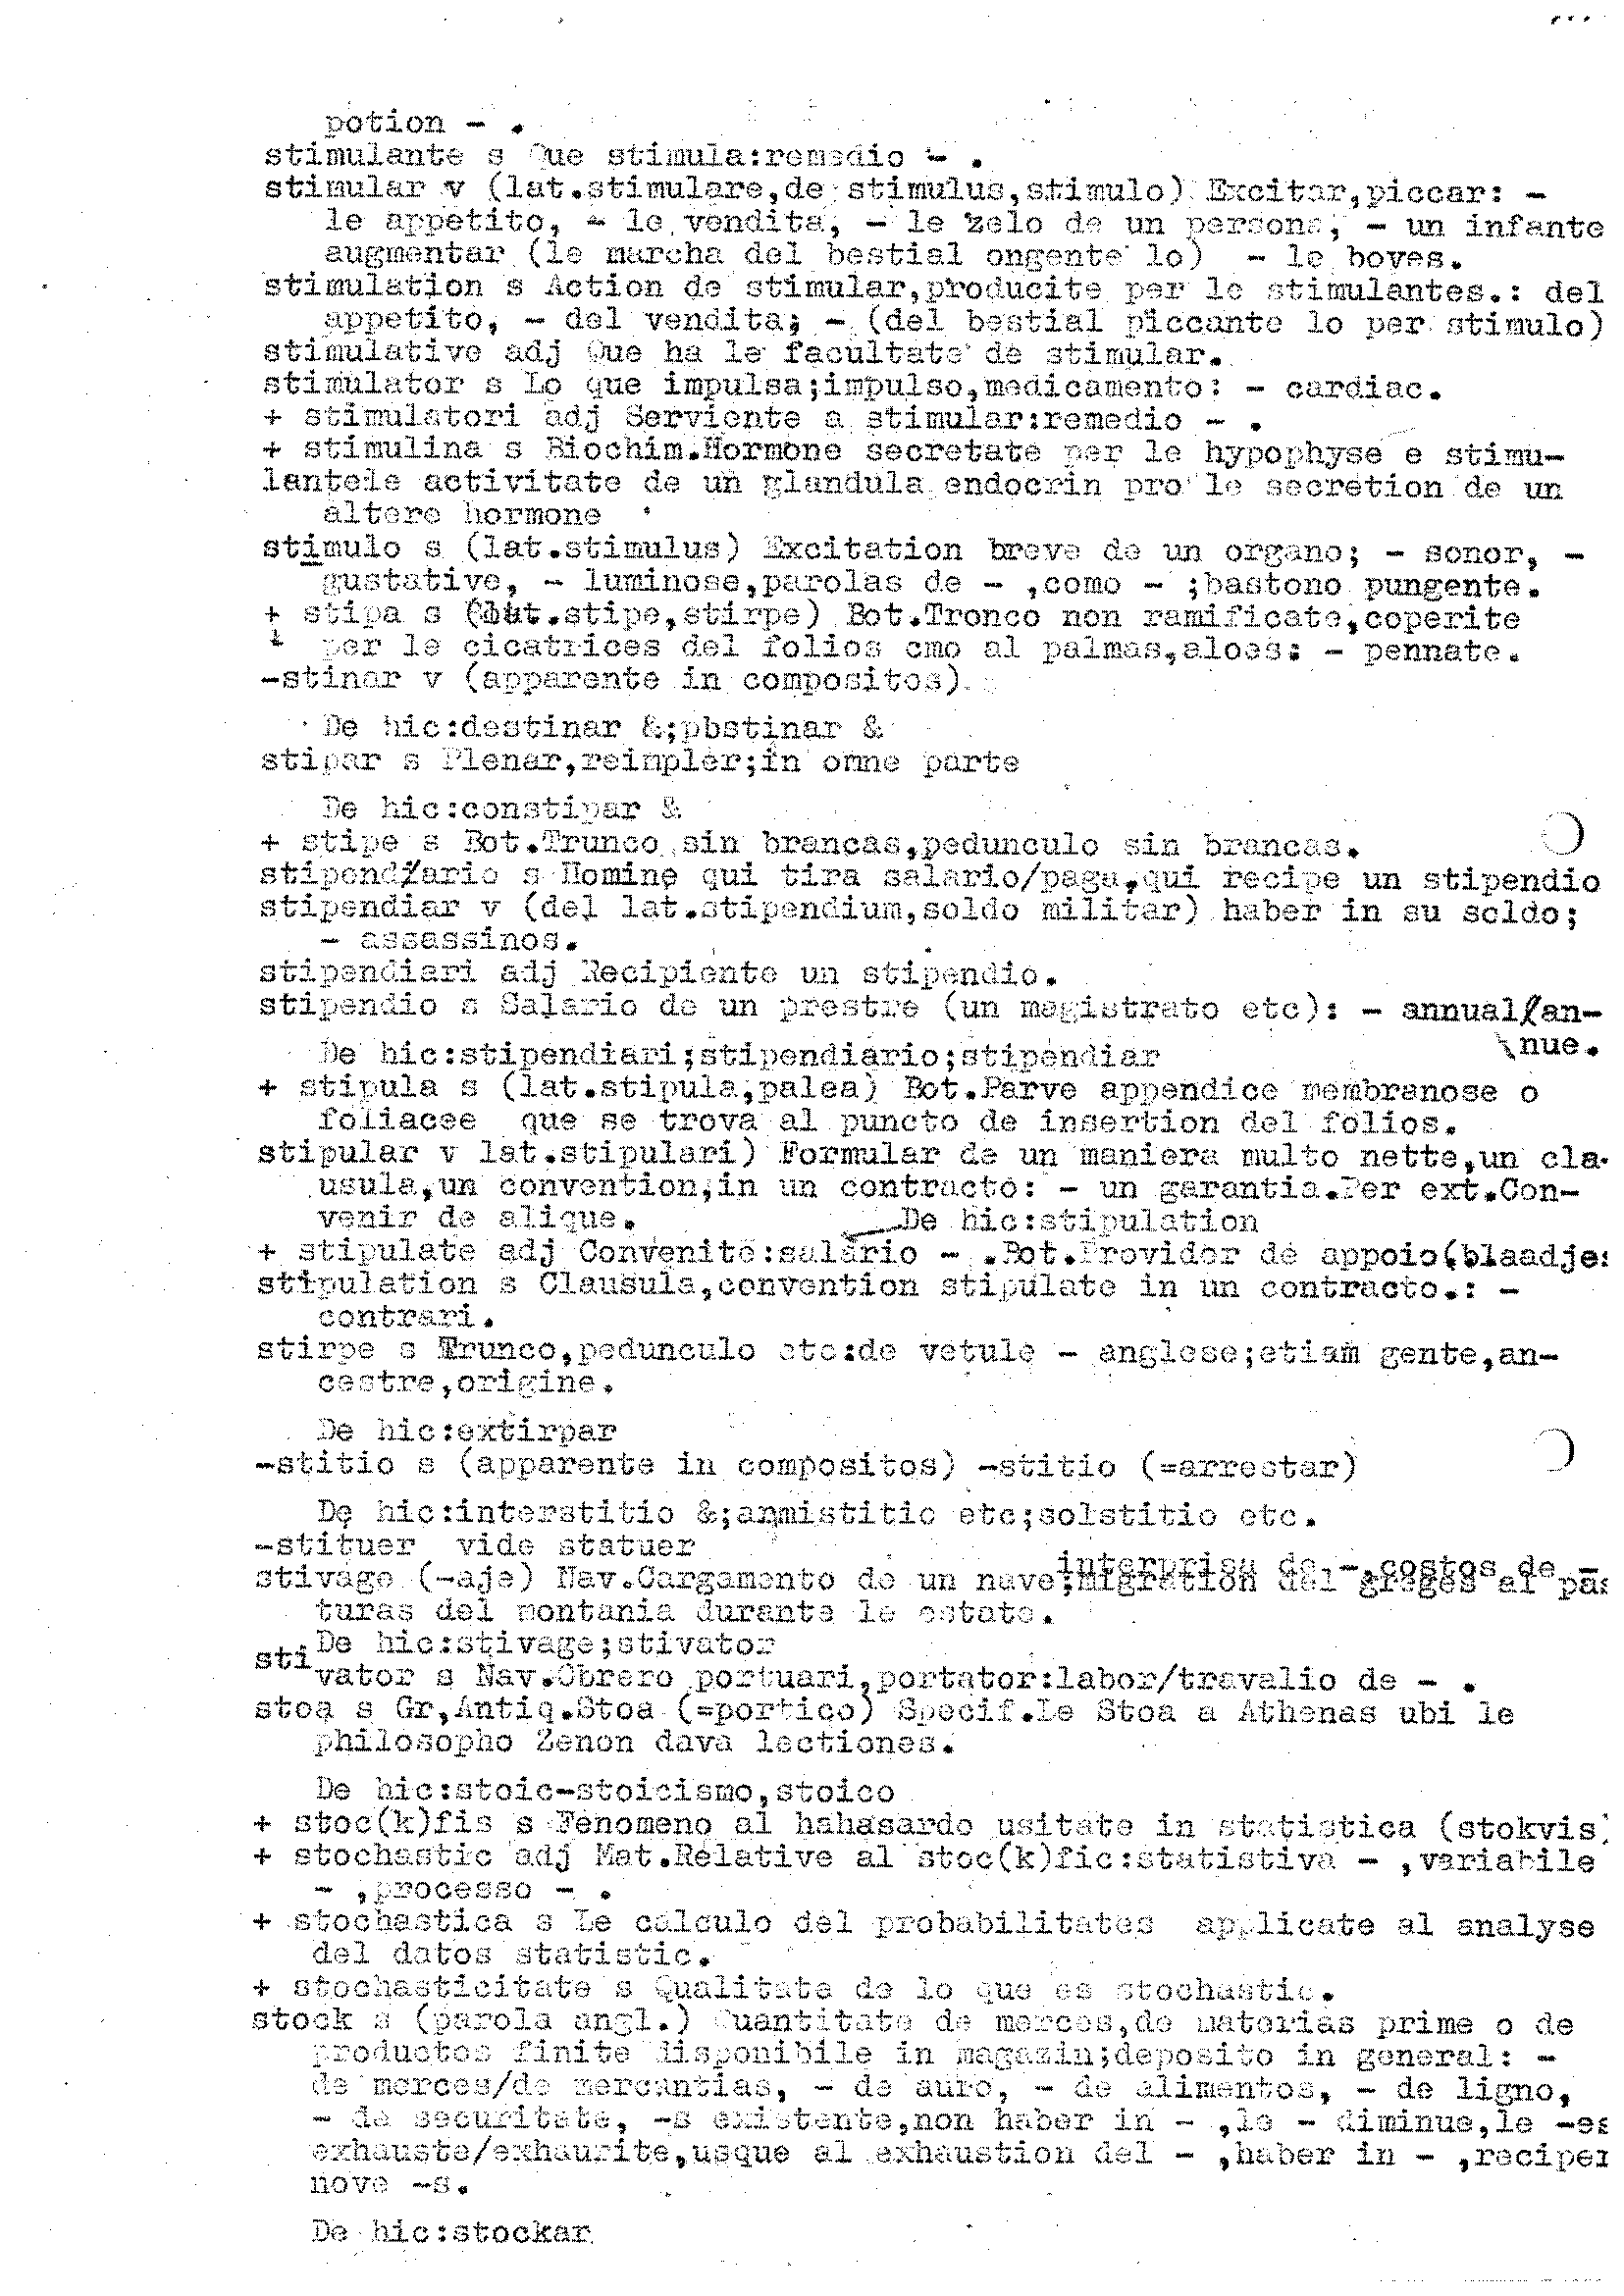 potion - .
stimulante s Que stimula:remedio - .
stimular v (lat.stimulare,de stimulus,stimulo) Excitar,piccar: -
le appetito, - le vendita, - le zelo de un persona, - un infante
augmentar (le marcha del bestial ongente lo)  - le boves.
stimulation s Action de stimular,producite per le stimulantes.: del
appetito, - del vendita; - (del bestial piccante lo per stimulo)
stimulative adj Que ha le facultate de stimular.
stimulator s Lo que impulsa;impulso,medicamento: - cardiac.
+ stimulatori adj Serviente a stimular:remedio - .
+ stimulina s Biochim.Hormone secretate per le hypophyse e stimu-
lantele activitate de un glandula endocrin pro le secretion de un
altere hormone
stimulo s (lat.stimulus) Excitation breve de un organo; - sonor, -
gustative, - luminose,parolas de - ,como - ;bastono pungente.
+ stipa s (lat.stipe,stirpe) Bot.Tronco non ramificate,coperite
per le cicatrices del folios cmo al palmas,aloes: - pennate.
-stinar v (apparente in compositos).
De hic:destinar &;pbstinar &
stipar s Plenar,reimpler;in omne parte
De hic:constipar &
+ stipe s Bot.Trunco sin brancas,pedunculo sin brancas.
stipend/ario s Homine qui tira salario/paga,qui recipe un stipendio
stipendiar v (del lat.stipendium,soldo militar) haber in su soldo;
- assassinos.
stipendiari adj Recipiente un stipendio.
stipendio s Salario de un prestre (un magistrato etc): - annual/an-
nue.
De hic:stipendiari;stipendiario;stipendiar
+ stipula s (lat.stipula,palea) Bot.Parve appendice membranose o
foliacee  que se trova al puncto de insertion del folios.
stipular v lat.stipulari) Formular de un maniera multo nette,un cla-
usula,un convention,in un contracto: - un garantia.Per ext.Con-
venir de alique.    De hic:stipulation
+ stipulate adj Convenite:salario - .Bot.Provider de appoio(blaadjes
stipulation s Clausula,convention stipulate in un contracto.: -
contrari.
stirpe s Trunco,pedunculo etc:de vetule - anglese;etiam gente,an-
cestre,origine.
De hic:extirpar
-stitio s (apparente in compositos) -stitio (=arrestar)
De hic:interstitio &;anmistitio etc;solstitio etc.
-stituer  vide statuer
interprisa de -,costos de -
stivage (-aje) Nav.Cargamento de un nave;migration del greges al pas
turas del montania durante le estate.
De hic:stivage;stivator
stivator s Nav.Obrero portuari,portator:labor/travalio de - .
stoa s Gr,Antiq.Stoa (=portico) Specif.Le Stoa a Athenas ubi le
philosopho Zenon dava lectiones.
De hic:stoic-stoicismo,stoico
+ stoc(k)fis s Fenomeno al hahasardo usitate in statistica (stokvis)
+ stochastic adj Mat.Relative al stoc(k)fic:statistiva - ,variabile
- ,processo - .
+ stochastica s Le calculo del probabilitates  applicate al analyse
del datos statistic.
+ stochasticitate s Qualitate de lo que es stochastic.
stock s (parola angl.) Quantitate de merces,de materias prime o de
productos finite disponibile in magazin;deposito in general: -
de merces/de mercantias, - de auro, - de alimentos, - de ligno,
- de securitate, -s existente,non haber in - ,le - diminue,le -es
exhauste/exhaurite,usque al exhaustion del - ,haber in - ,reciper
nove -s.
De hic:stockar